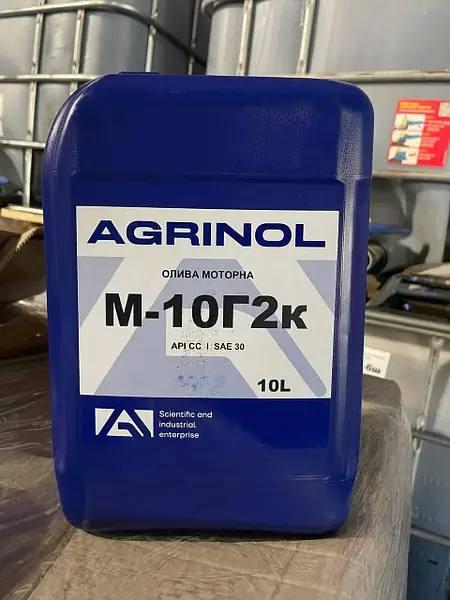 AGRINOL
ОЛИВА МОТОРНА
М-10Г2к
API CC | SAE 30
10L
Scientific and
industrial
enterprise